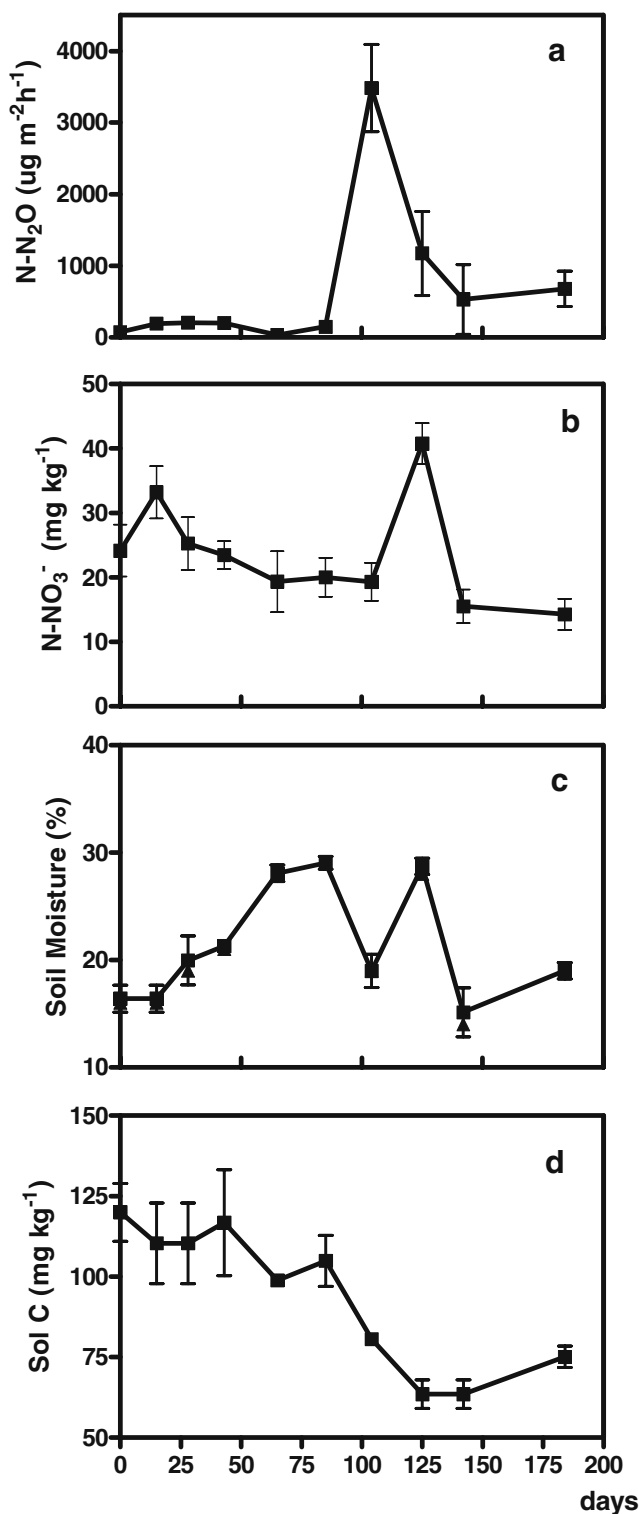 a
N-N₂O (ug m⁻²h⁻¹)
4000
3000
2000
1000
0
b
N-NO₃⁻ (mg kg⁻¹)
50
40
30
20
10
0
c
Soil Moisture (%)
40
30
20
10
d
Sol C (mg kg⁻¹)
150
125
100
75
50
0 25 50 75 100 125 150 175 200
days